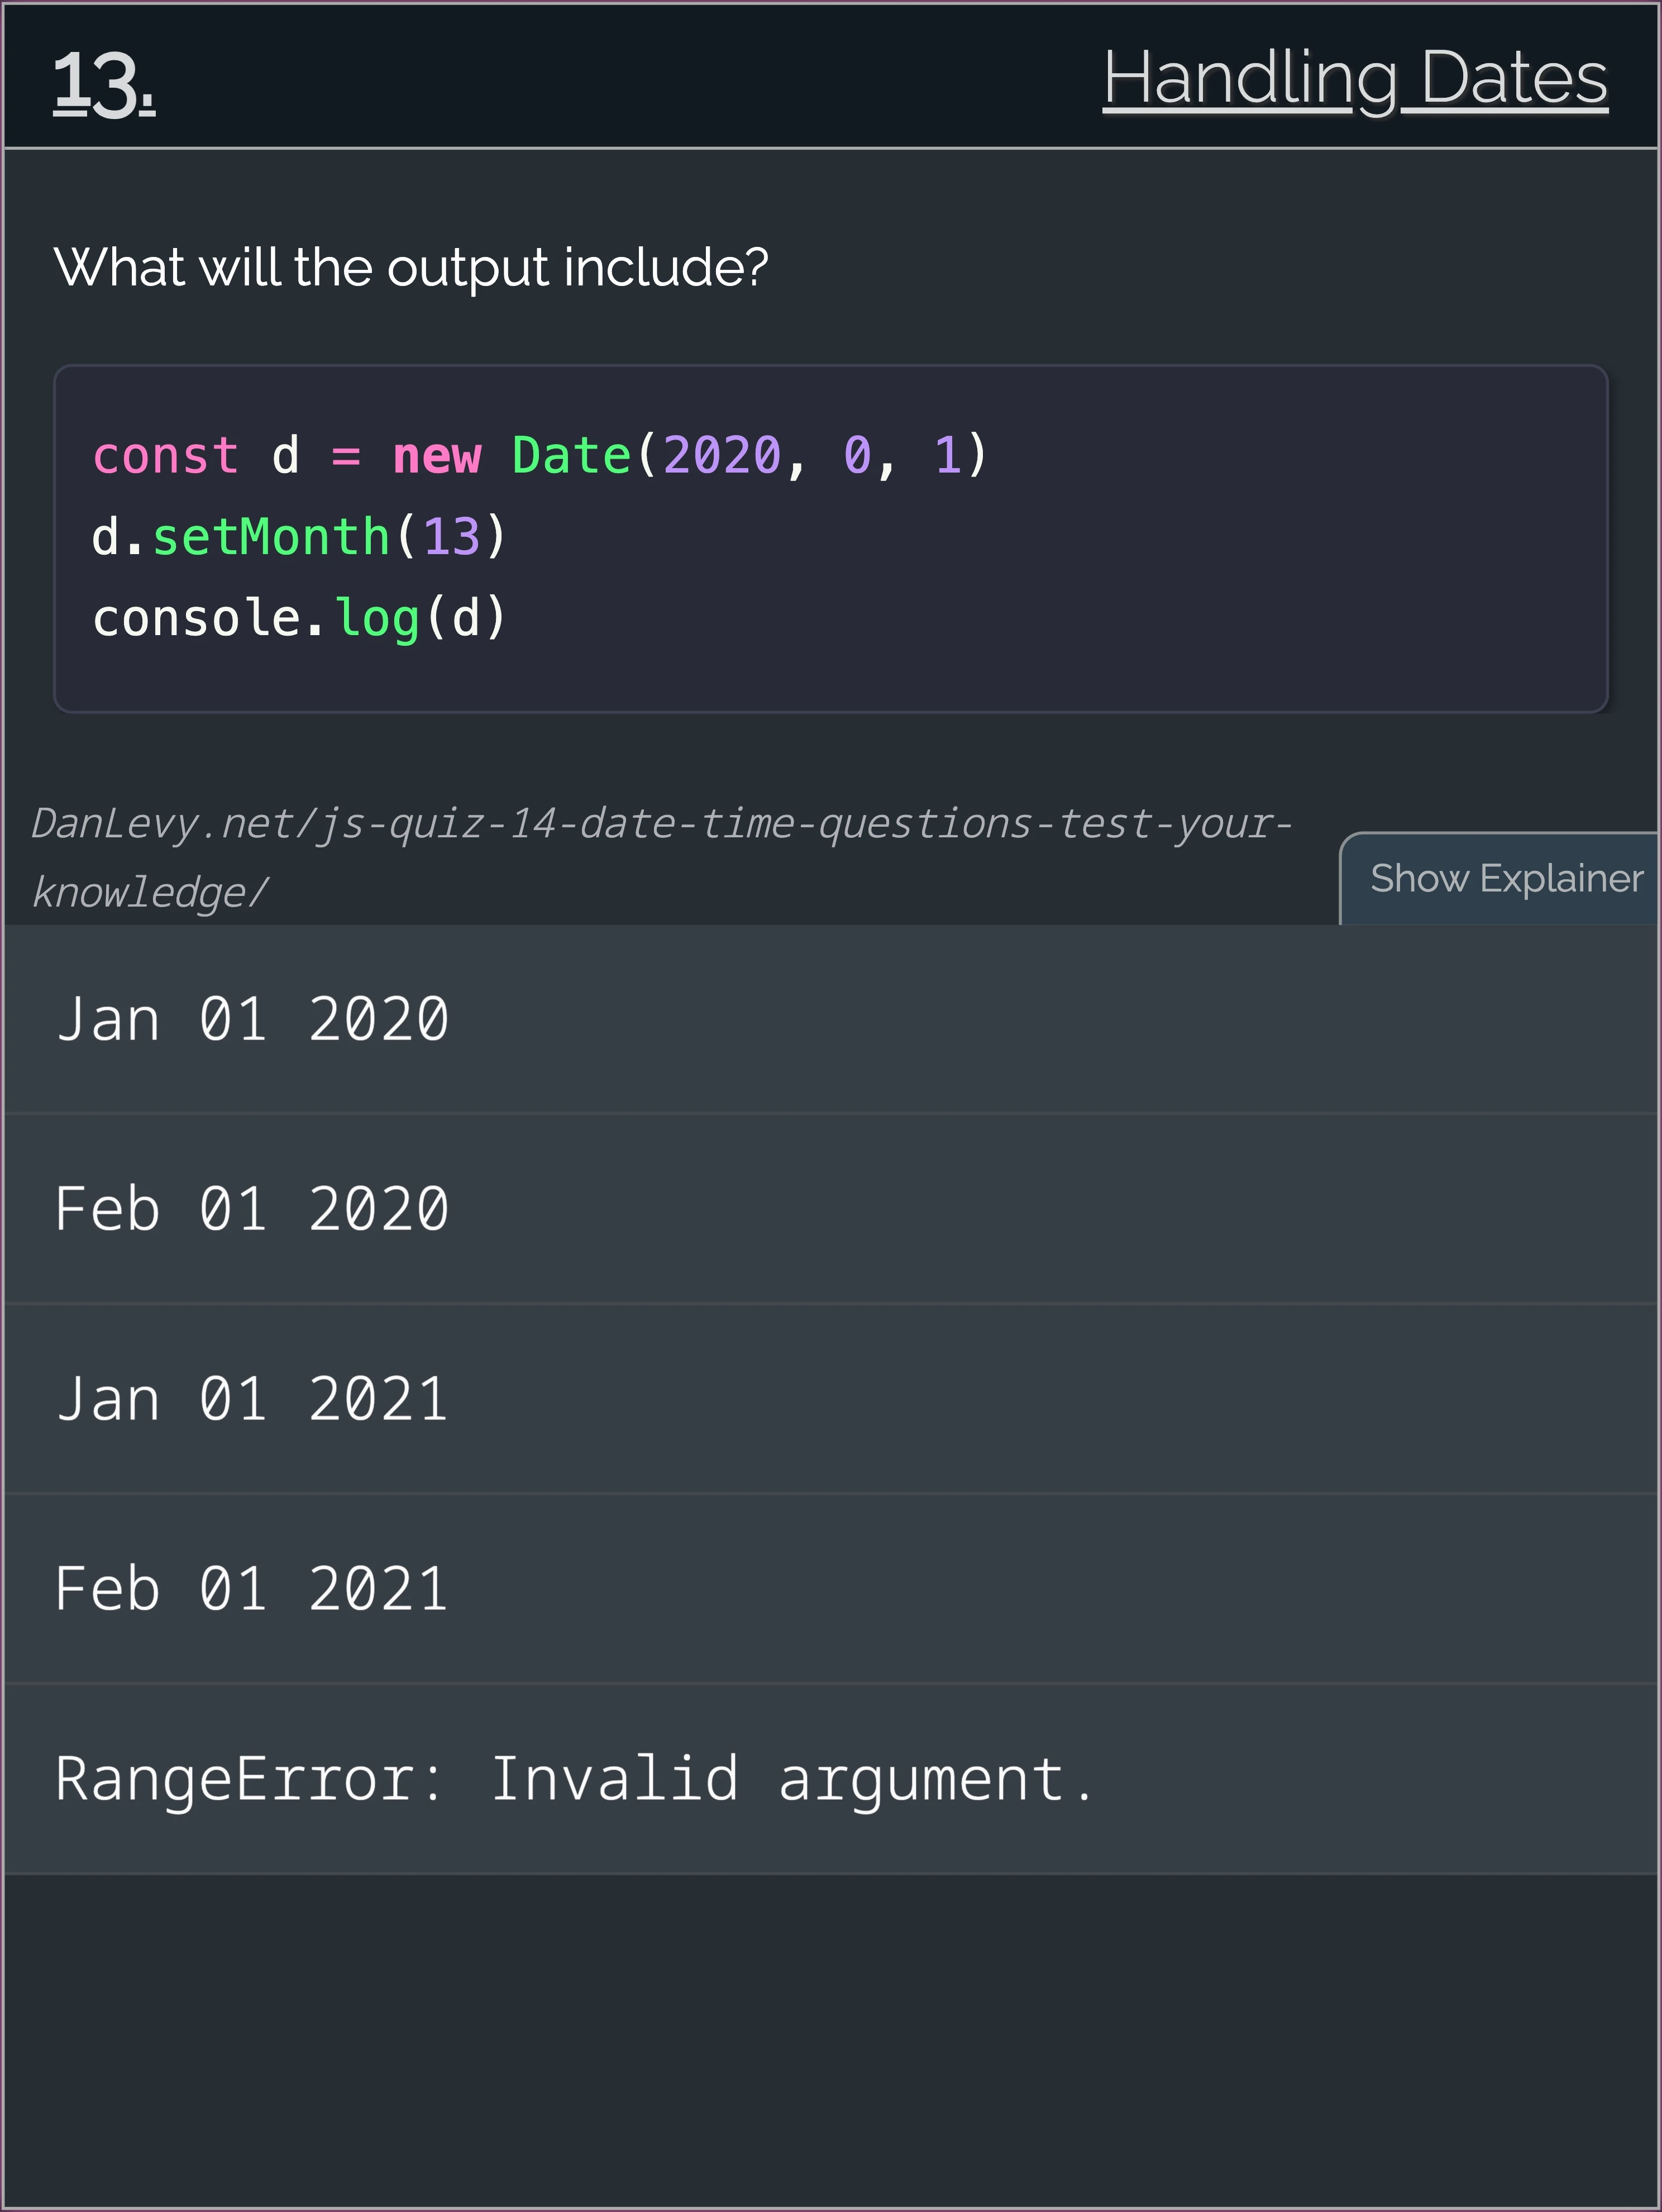 13.
Handling Dates
What will the output include?
const d = new Date(2020, 0, 1)
d.setMonth(13)
console.log(d)
DanLevy.net/js-quiz-14-date-time-questions-test-your-
knowledge/
Show Explainer
Jan 01 2020
Feb 01 2020
Jan 01 2021
Feb 01 2021
RangeError: Invalid argument.